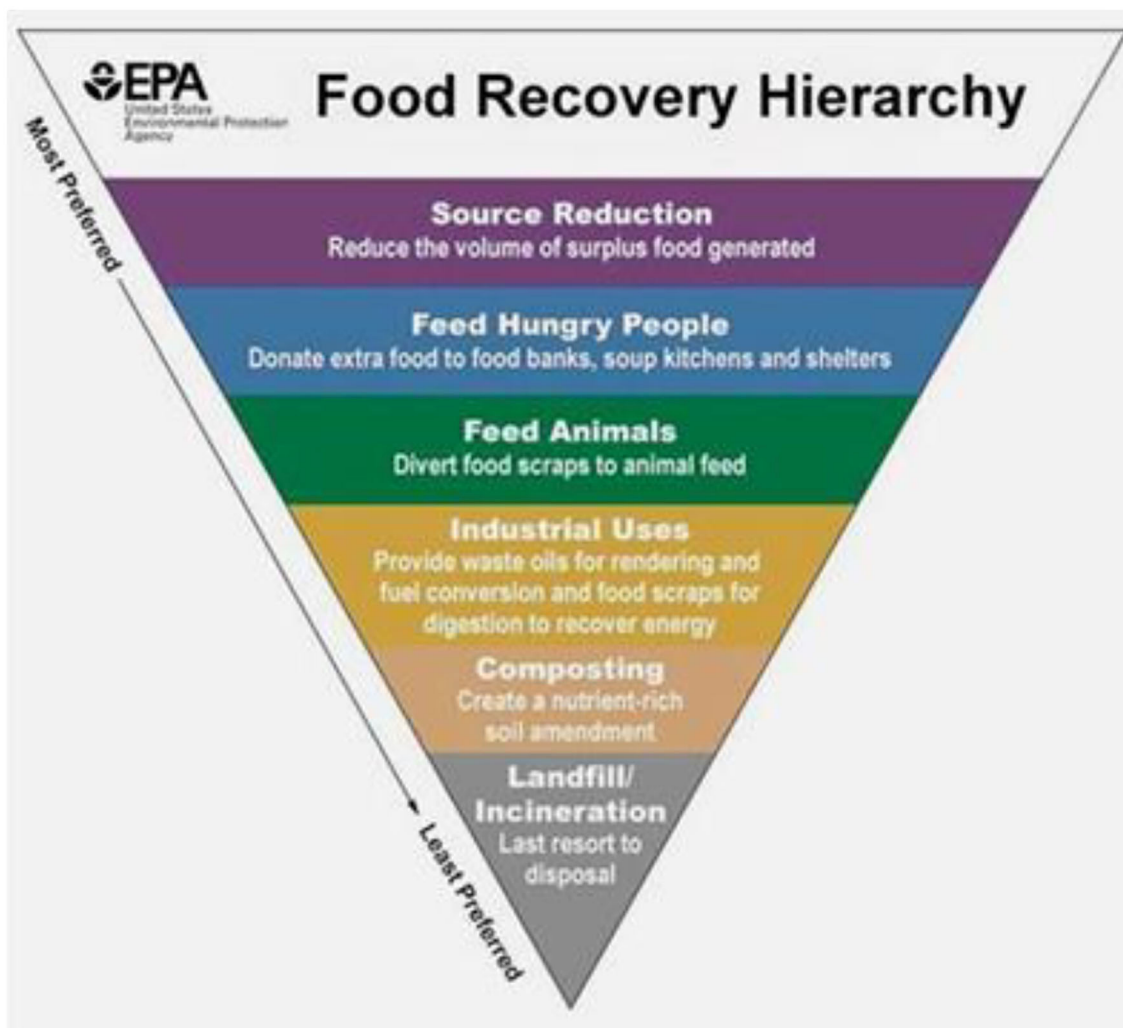 EPA
United States
Environmental Protection
Agency
Food Recovery Hierarchy
Most Preferred
Source Reduction
Reduce the volume of surplus food generated
Feed Hungry People
Donate extra food to food banks, soup kitchens and shelters
Feed Animals
Divert food scraps to animal feed
Industrial Uses
Provide waste oils for rendering and
fuel conversion and food scraps for
digestion to recover energy
Composting
Create a nutrient-rich
soil amendment
Landfill/
Incineration
Last resort to
disposal
Least Preferred